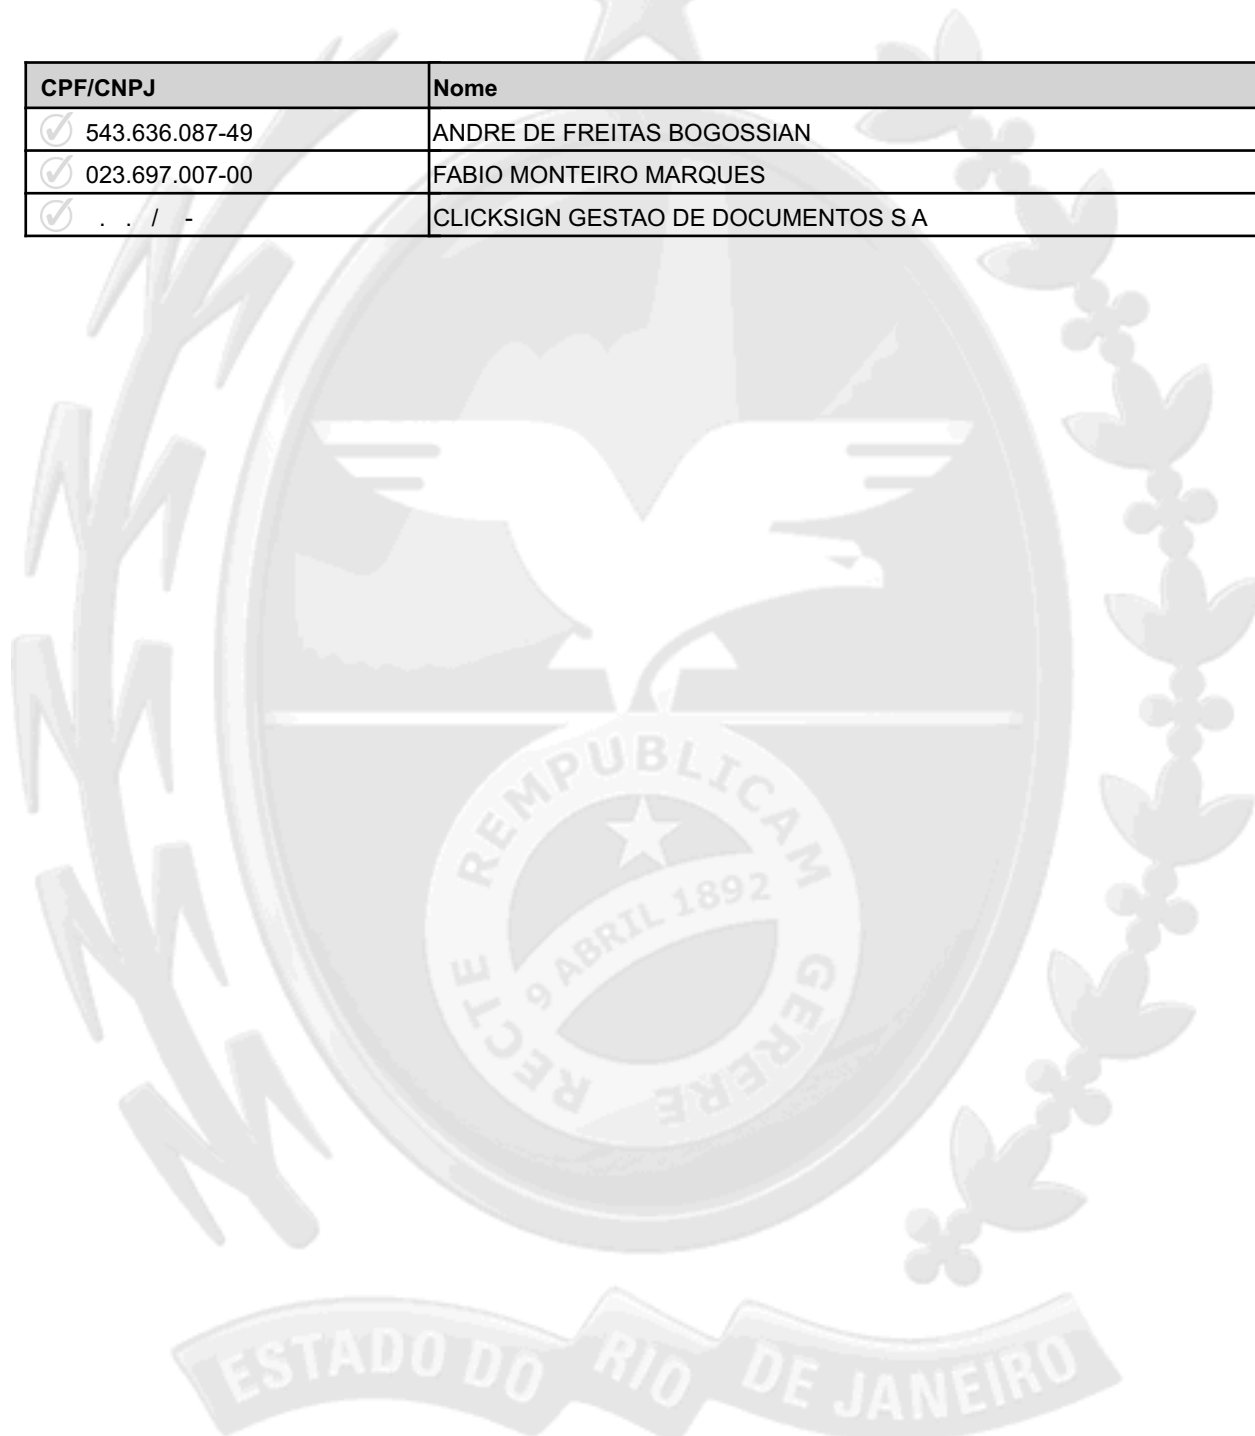 CPF/CNPJ Nome
543.636.087-49 ANDRE DE FREITAS BOGOSSIAN
023.697.007-00 FABIO MONTEIRO MARQUES
. . / - CLICKSIGN GESTAO DE DOCUMENTOS S A
REMPUBLICAM
9 ABRIL 1892
RECTE GERERE
ESTADO DO RIO DE JANEIRO